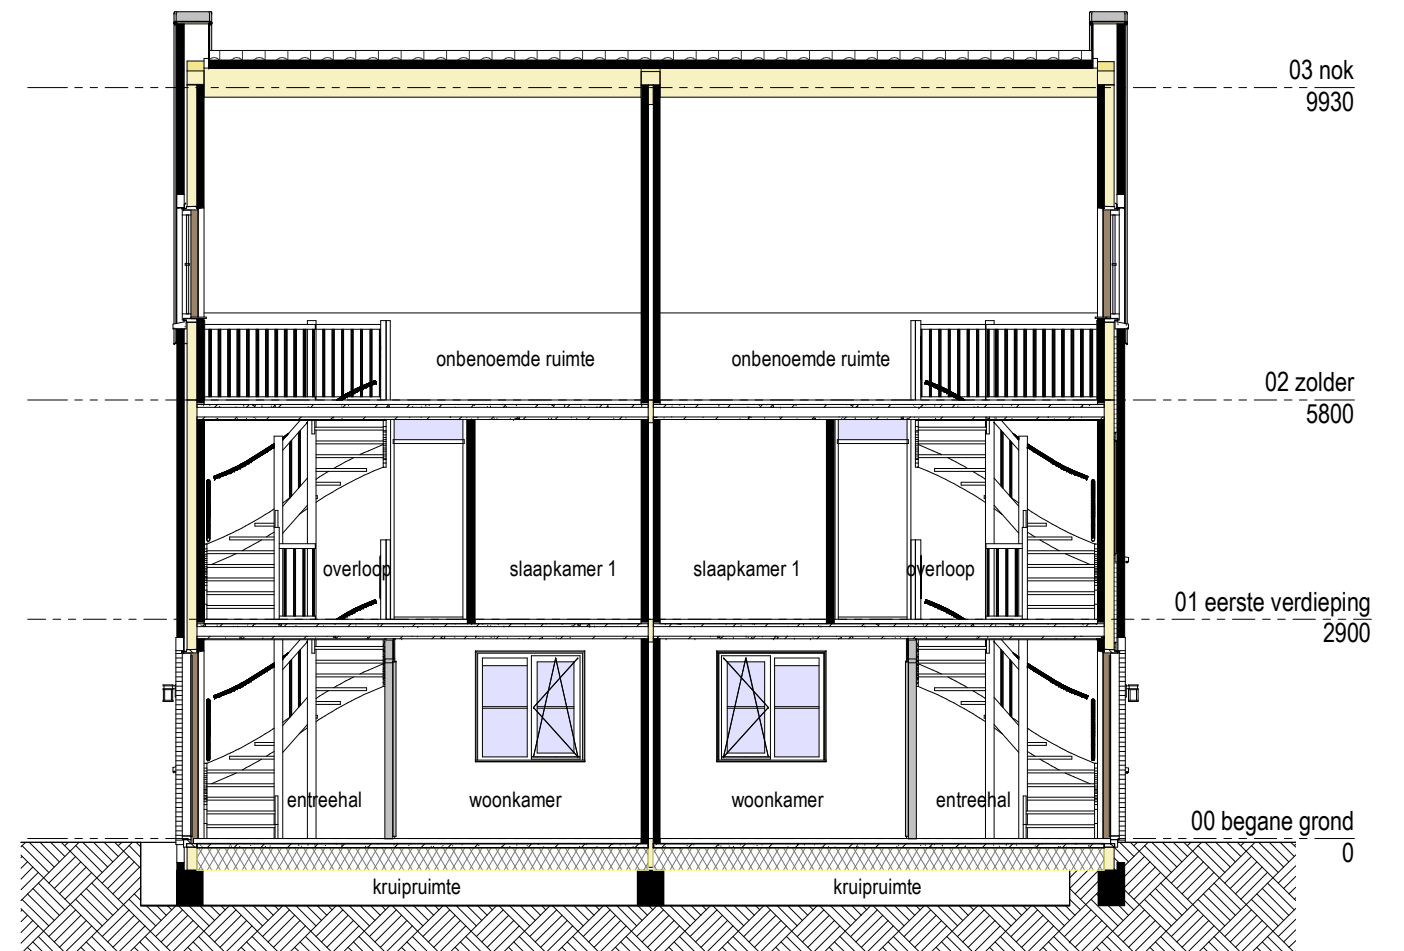 03 nok
9930
onbenoemde ruimte
onbenoemde ruimte
02 zolder
5800
overloop
slaapkamer 1
slaapkamer 1
overloop
01 eerste verdieping
2900
entreehal
woonkamer
woonkamer
entreehal
00 begane grond
0
kruipruimte
kruipruimte